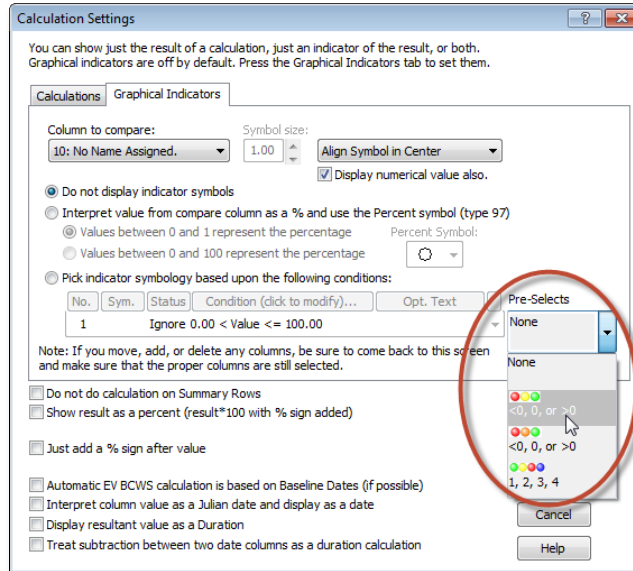 Calculation Settings
You can show just the result of a calculation, just an indicator of the result, or both.
Graphical indicators are off by default. Press the Graphical Indicators tab to set them.
Calculations
Graphical Indicators
Column to compare:
Symbol size:
10: No Name Assigned.
1.00
Align Symbol in Center
Display numerical value also.
Do not display indicator symbols
Interpret value from compare column as a % and use the Percent symbol (type 97)
Values between 0 and 1 represent the percentage
Percent Symbol:
Values between 0 and 100 represent the percentage
Pick indicator symbology based upon the following conditions:
No. Sym. Status Condition (click to modify)... Opt. Text
1 Ignore 0.00 < Value <= 100.00
Pre-Selects
None
None
<0, 0, or >0
<0, 0, or >0
1, 2, 3, 4
Note: If you move, add, or delete any columns, be sure to come back to this screen
and make sure that the proper columns are still selected.
Do not do calculation on Summary Rows
Show result as a percent (result*100 with % sign added)
Just add a % sign after value
Automatic EV BCWS calculation is based on Baseline Dates (if possible)
Interpret column value as a Julian date and display as a date
Display resultant value as a Duration
Treat subtraction between two date columns as a duration calculation
Cancel
Help